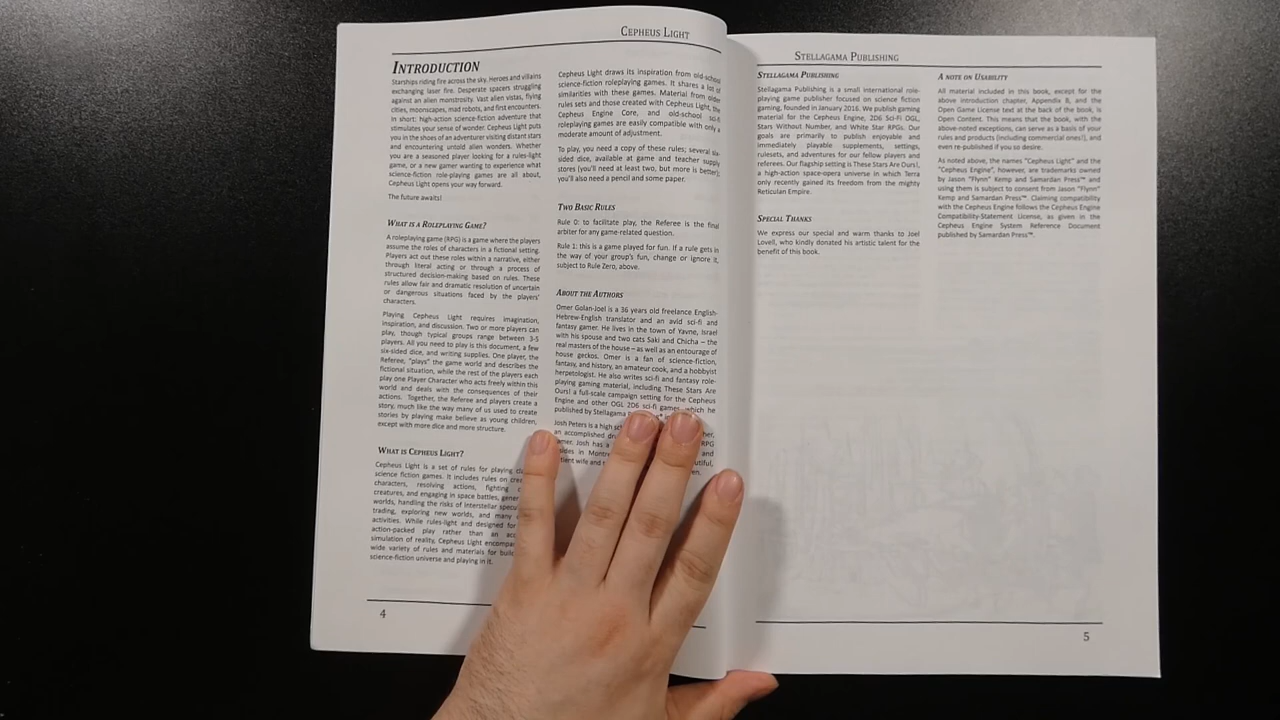 CEPHEUS LIGHT
INTRODUCTION
Starships riding fire across the sky. Heroes and villains
exchanging laser fire. Desperate spacers struggling
against an alien monstrosity. Vast alien vistas, flying
cities, moonscapes, mad robots, and first encounters.
In short: high-action science-fiction adventure that
stimulates your sense of wonder. Cepheus Light puts
you in the shoes of an adventurer visiting distant stars
and encountering untold alien wonders. Whether
you are a seasoned player looking for a rules-light
game, or a new gamer wanting to experience what
science fiction role-playing games are all about,
Cepheus Light opens your way forward.
The future awaits!
WHAT IS A ROLEPLAYING GAME?
A roleplaying game (RPG) is a game where the players
assume the roles of characters in a fictional setting.
Players act out these roles within a narrative, either
through literal acting or through a process of
structured decision-making based on rules. These
rules allow fair and dramatic resolution of uncertain
or dangerous situations faced by the players'
characters.
Playing Cepheus Light requires imagination,
inspiration, and discussion. Two or more players can
play, though typical groups range between 3-5
players. All you need to play is this document, a few
six-sided dice, and writing supplies. One player, the
Referee, "plays" the game world and describes the
fictional situation, while the rest of the players each
play one Player Character who acts freely within this
world and deals with the consequences of their
actions. Together, the Referee and players create a
story, much like the way many of us used to create
stories by playing make believe as young children,
except with more dice and more structure.
WHAT IS CEPHEUS LIGHT?
Cepheus Light is a set of rules for playing
science fiction games. It includes rules on
characters, resolving actions, fighting
creatures, and engaging in space battles,
worlds, handling the risks of interstellar
trading, exploring new worlds, and many
activities. While rules-light and designed for
action-packed play rather than an
simulation of reality, Cepheus Light
wide variety of rules and materials for
science-fiction universe and playing in it.
4
Cepheus Light draws its inspiration from old-school
science-fiction roleplaying games. It shares a lot of
similarities with these games. Material from older
rules sets and those created with Cepheus Light, the
Cepheus Engine Core, and old-school sci-fi
roleplaying games are easily compatible with only a
moderate amount of adjustment.
To play, you need a copy of these rules; several six-
sided dice, available at game and teacher supply
stores (you'll need at least two, but more is better);
you'll also need a pencil and some paper.
TWO BASIC RULES
Rule 0: to facilitate play, the Referee is the final
arbiter for any game-related question.
Rule 1: this is a game played for fun. If a rule gets in
the way of your group's fun, change or ignore it,
subject to Rule Zero, above.
ABOUT THE AUTHORS
Omer Golan-Joel is a 36 years old freelance English-
Hebrew-English translator and an avid sci-fi and
fantasy gamer. He lives in the town of Yavne, Israel
with his spouse and two cats Saki and Chicha – the
real masters of the house – as well as an entourage of
house geckos. Omer is a fan of science-fiction,
fantasy, and history, an amateur cook, and a hobbyist
herpetologist. He also writes sci-fi and fantasy role-
playing gaming material, including These Stars Are
Ours! a full-scale campaign setting for the Cepheus
Engine and other OGL 2D6 sci-fi games, which he
published by Stellagama
Josh Peters is a high
an accomplished RPG
Josh has a and
in
wife and
STELLAGAMA PUBLISHING
STELLAGAMA PUBLISHING
Stellagama Publishing is a small international role-
playing game publisher focused on science fiction
gaming, founded in January 2016. We publish gaming
material for the Cepheus Engine, 2D6 Sci-Fi OGL,
Stars Without Number, and White Star RPGs. Our
goals are primarily to publish enjoyable and
immediately playable supplements, settings,
rulesets, and adventures for our fellow players and
referees. Our flagship setting is These Stars Are Ours!,
a high-action space-opera universe in which Terra
only recently gained its freedom from the mighty
Reticulan Empire.
SPECIAL THANKS
We express our special and warm thanks to Joel
Lovell, who kindly donated his artistic talent for the
benefit of this book.
A NOTE ON USABILITY
All material included in this book, except for the
above introduction chapter, Appendix B, and the
Open Game License text at the back of the book, is
Open Content. This means that the book, with the
above-noted exceptions, can serve as a basis of your
rules and products (including commercial ones!), and
even re-published if you so desire.
As noted above, the names "Cepheus Light" and the
"Cepheus Engine", however, are trademarks owned
by Jason "Flynn" Kemp and Samardan Press™ and
using them is subject to consent from Jason "Flynn"
Kemp and Samardan Press™. Claiming compatibility
with the Cepheus Engine follows the Cepheus Engine
Compatibility-Statement License, as given in the
Cepheus Engine System Reference Document
published by Samardan Press™.
5